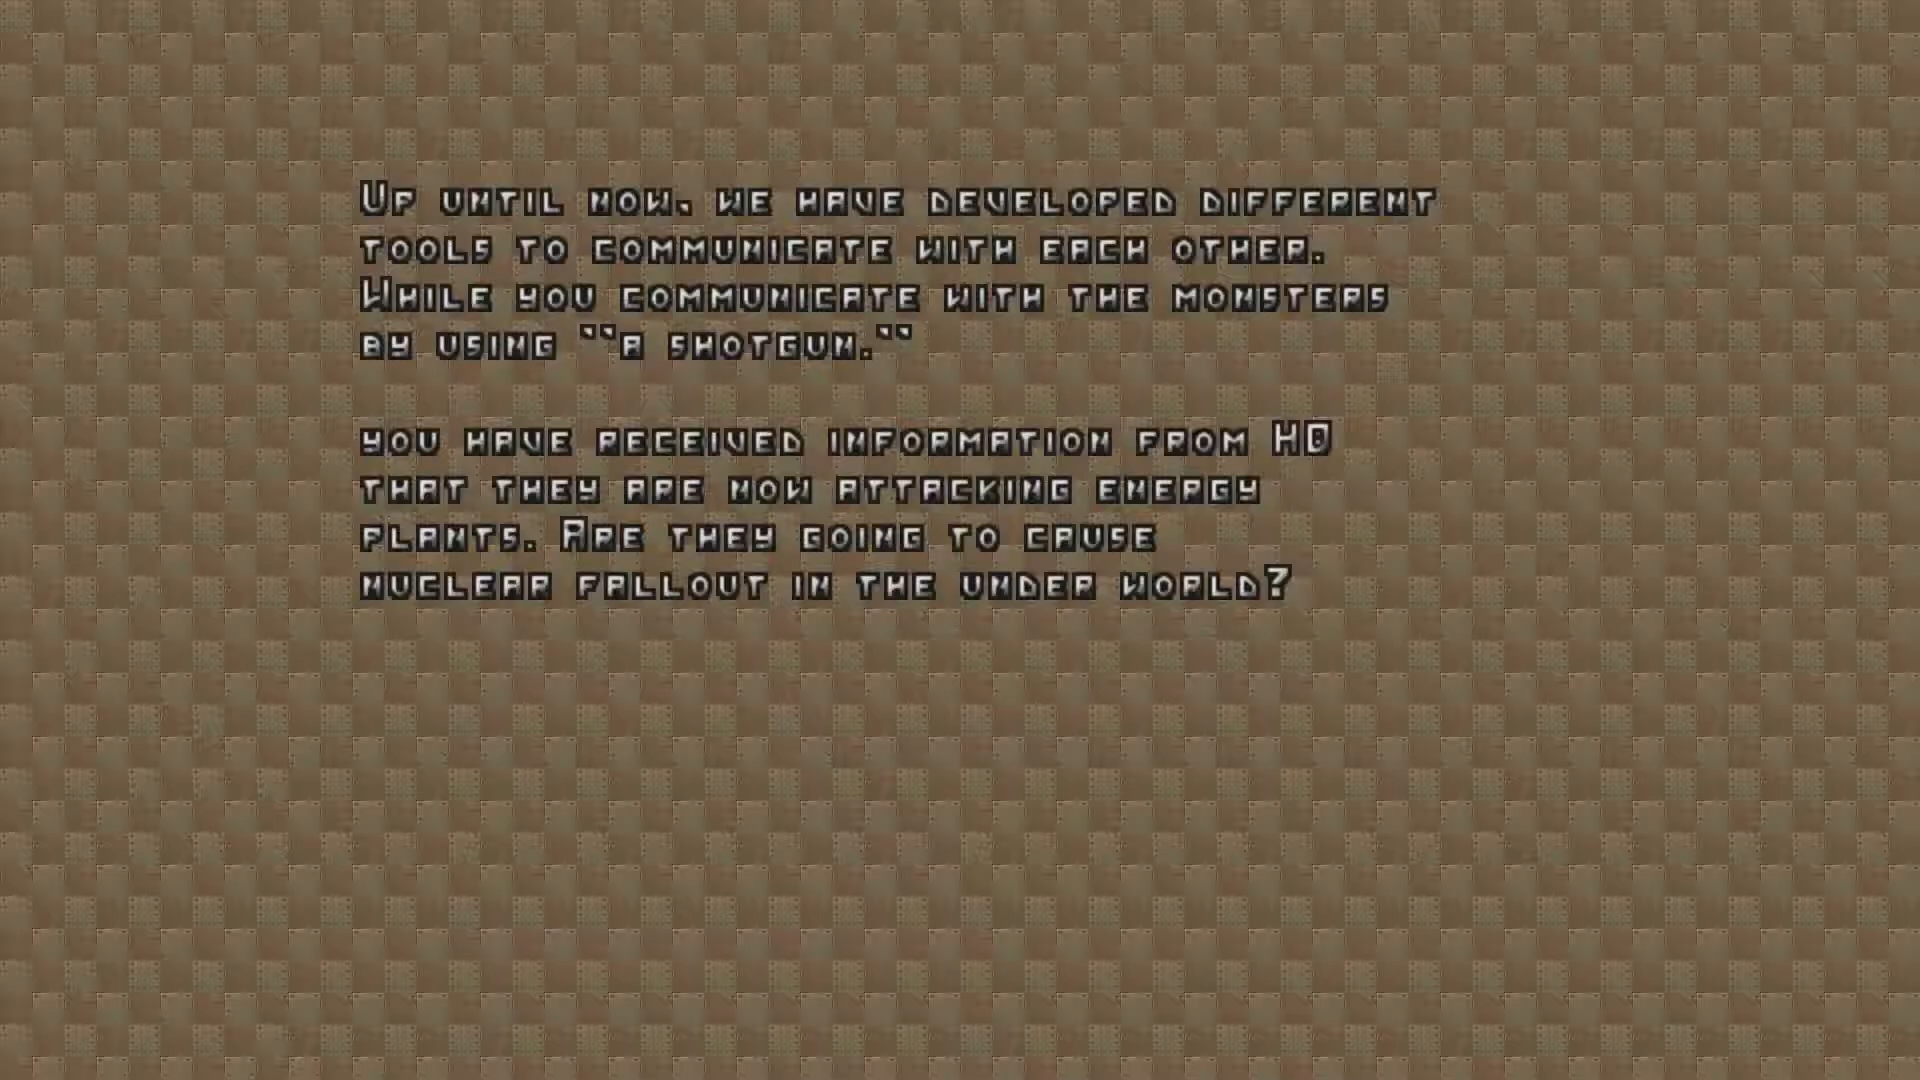 Up until now, we have developed different
tools to communicate with each other.
While you communicate with the monsters
by using ""a shotgun.""
you have received information from HQ
that they are now attacking energy
plants. Are they going to cause
nuclear fallout in the under world?